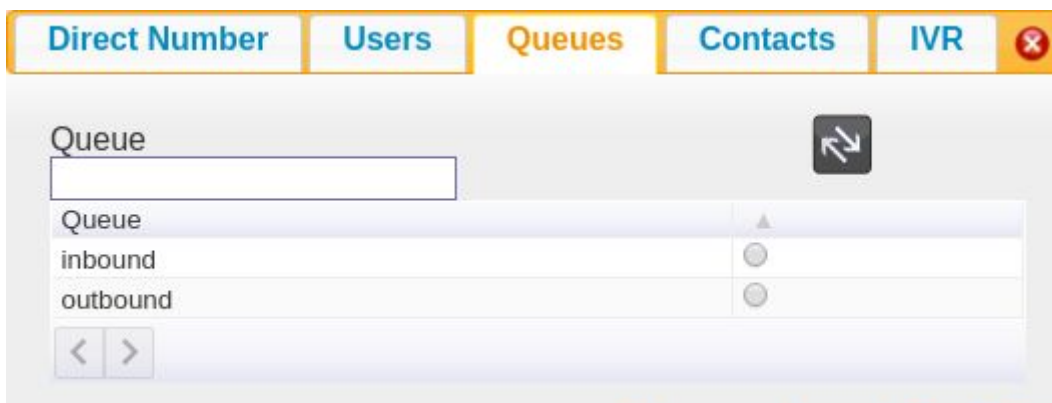 Direct Number Users Queues Contacts IVR
Queue
Queue
inbound
outbound